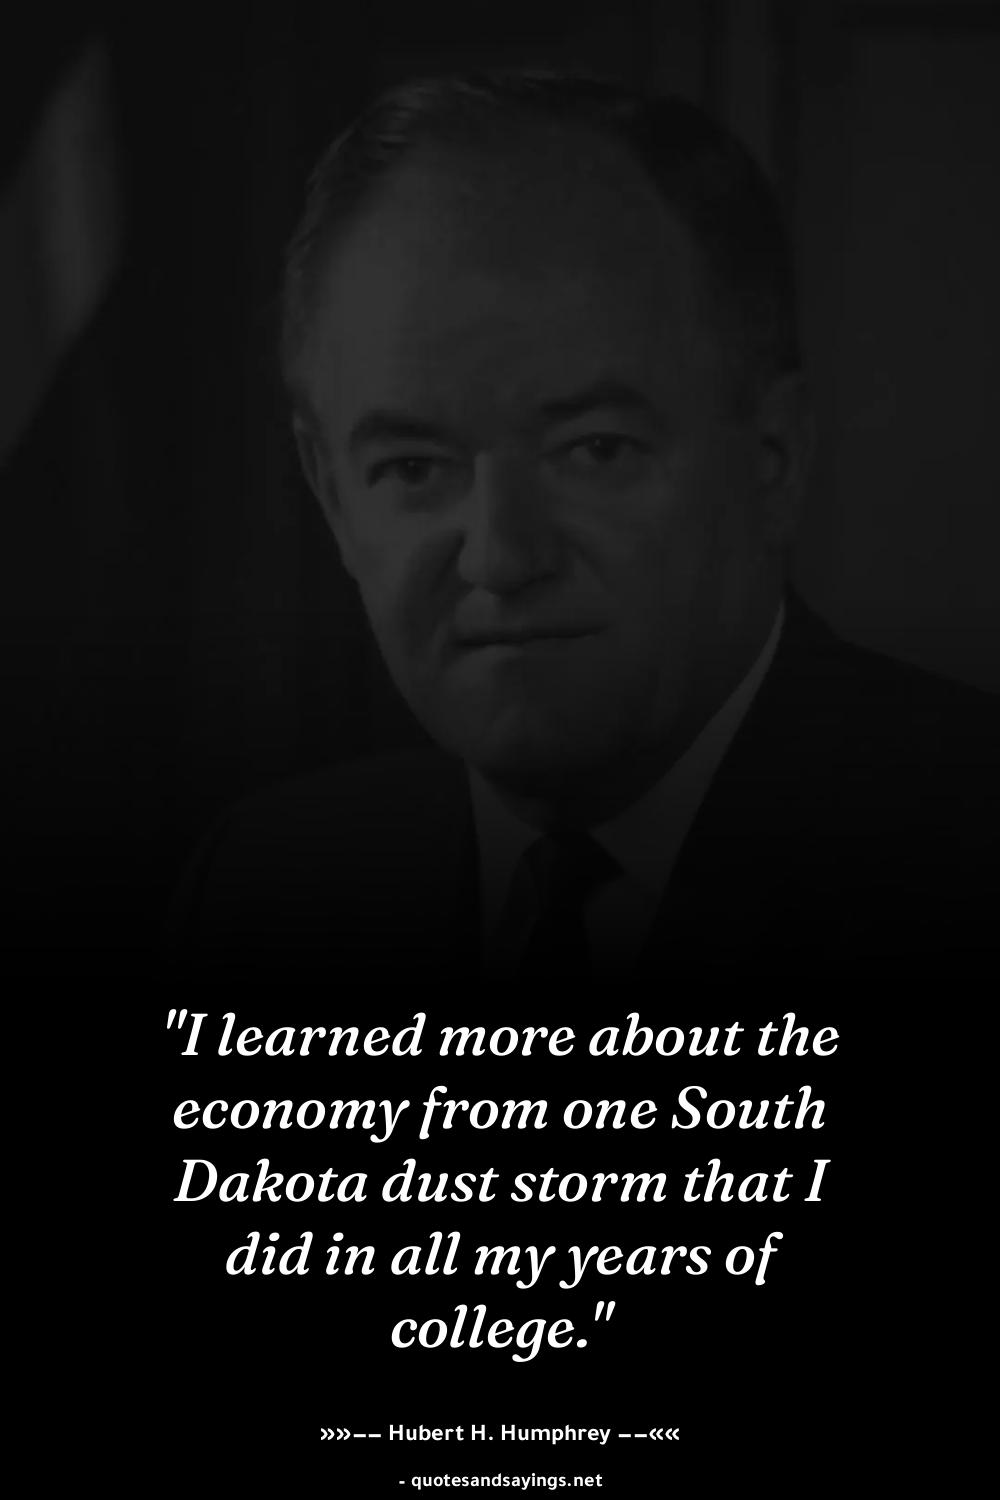 "I learned more about the
economy from one South
Dakota dust storm that I
did in all my years of
college."
»»−− Hubert H. Humphrey −−««
- quotesandsayings.net